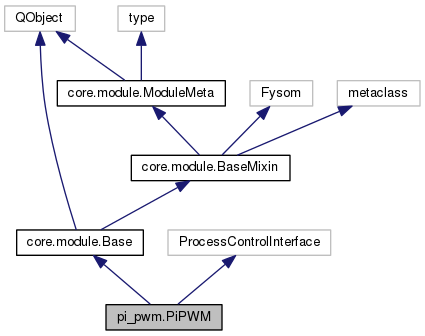 QObject
type
core.module.ModuleMeta
Fysom
metaclass
core.module.BaseMixin
core.module.Base
ProcessControlInterface
pi_pwm.PiPWM